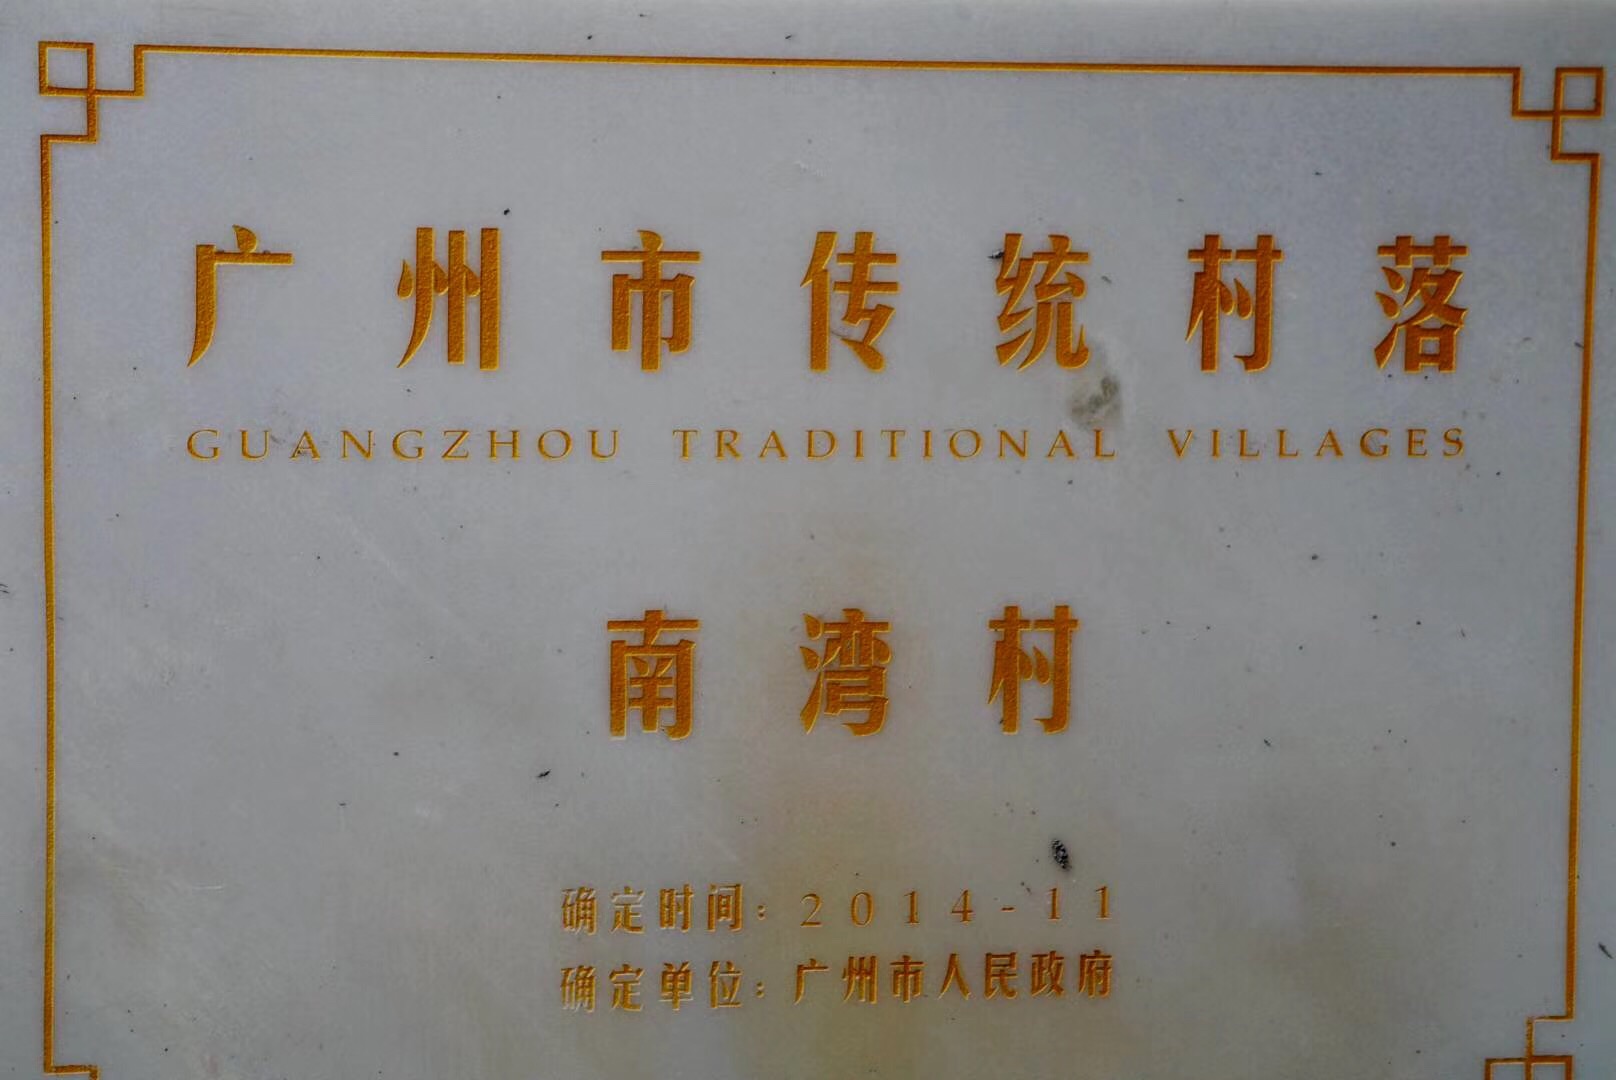 广州市传统村落
GUANGZHOU TRADITIONAL VILLAGES
南湾村
确定时间：2014-11
确定单位：广州市人民政府